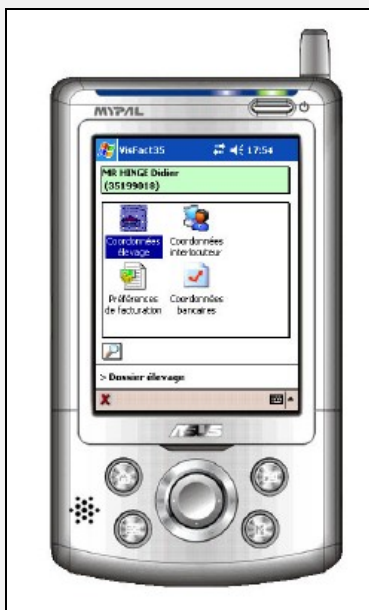 MYPAL
VisFact35 17:54
MR HINGE Didier
(35199018)
Coordonnées élevage
Coordonnées interlocuteur
Préférences de facturation
Coordonnées bancaires
> Dossier élevage
ASUS